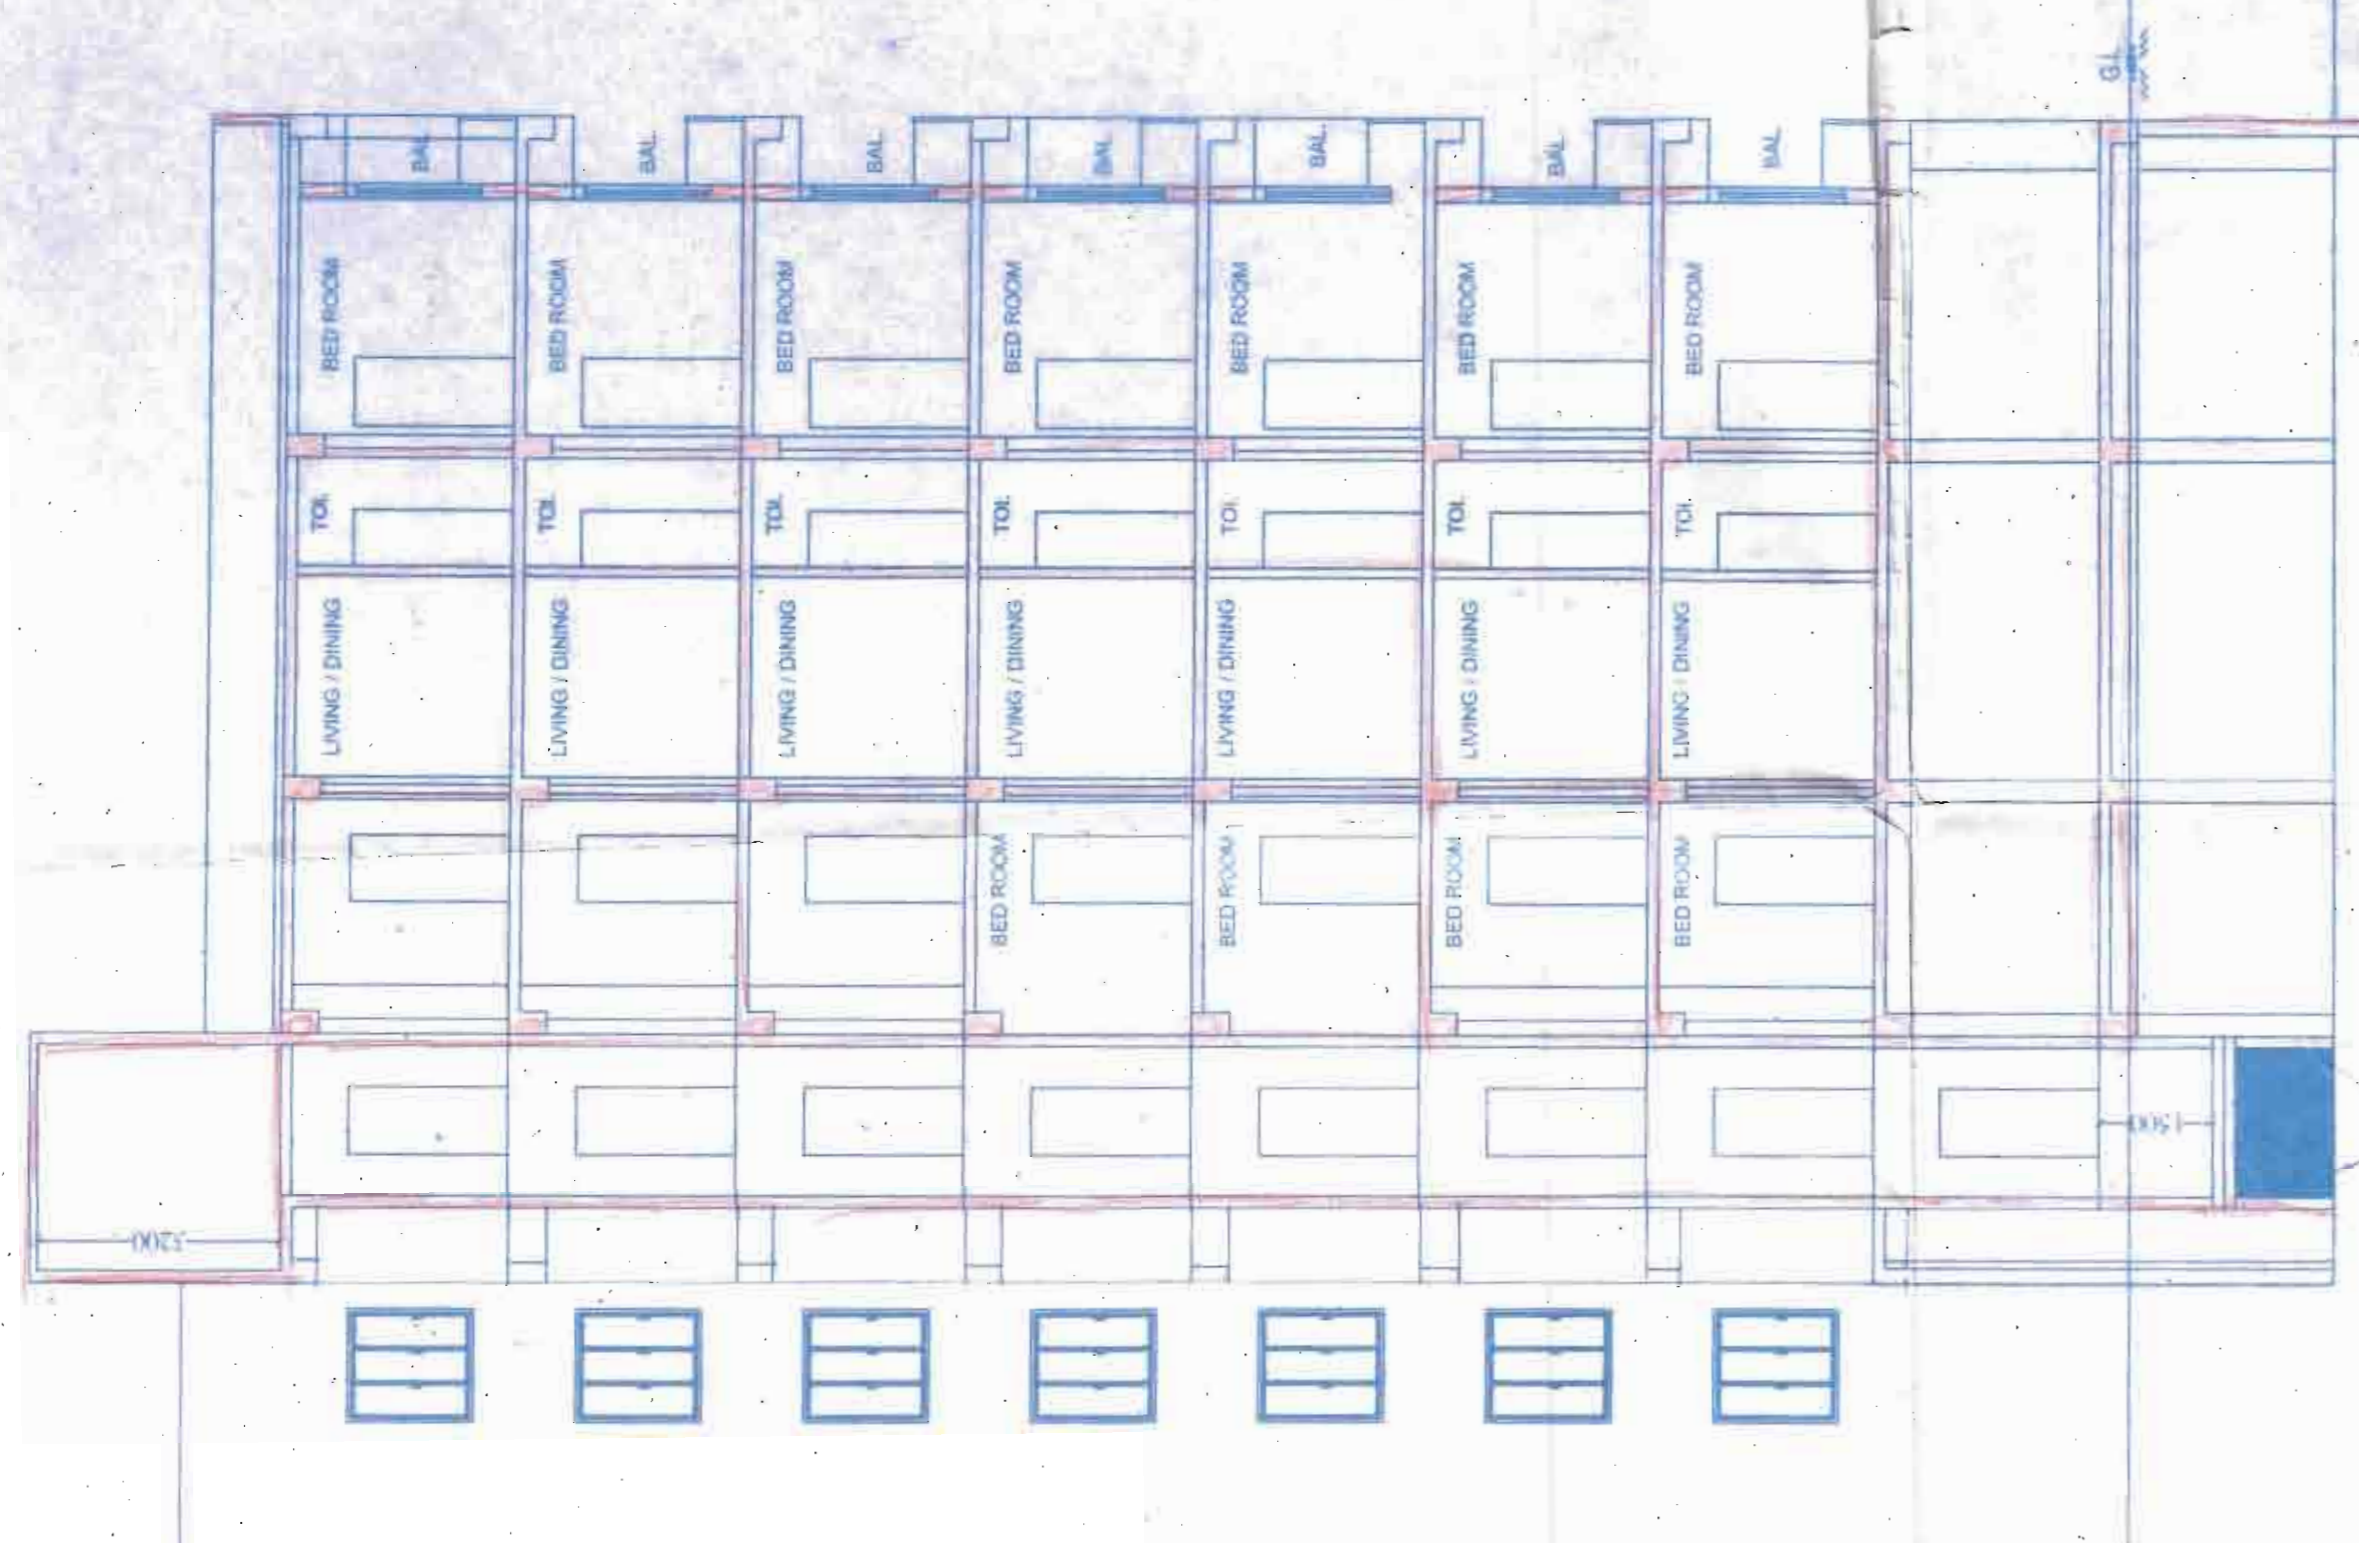 3200
LIVING / DINING
TOI.
BED ROOM
BAL.
LIVING / DINING
TOI.
BED ROOM
BAL.
LIVING / DINING
TOI.
BED ROOM
BAL.
BED ROOM
LIVING / DINING
TOI.
BED ROOM
BAL.
BED ROOM
LIVING / DINING
TOI.
BED ROOM
BAL.
BED ROOM
LIVING / DINING
TOI.
BED ROOM
BAL.
BED ROOM
LIVING / DINING
TOI.
BED ROOM
BAL.
1500
G.L